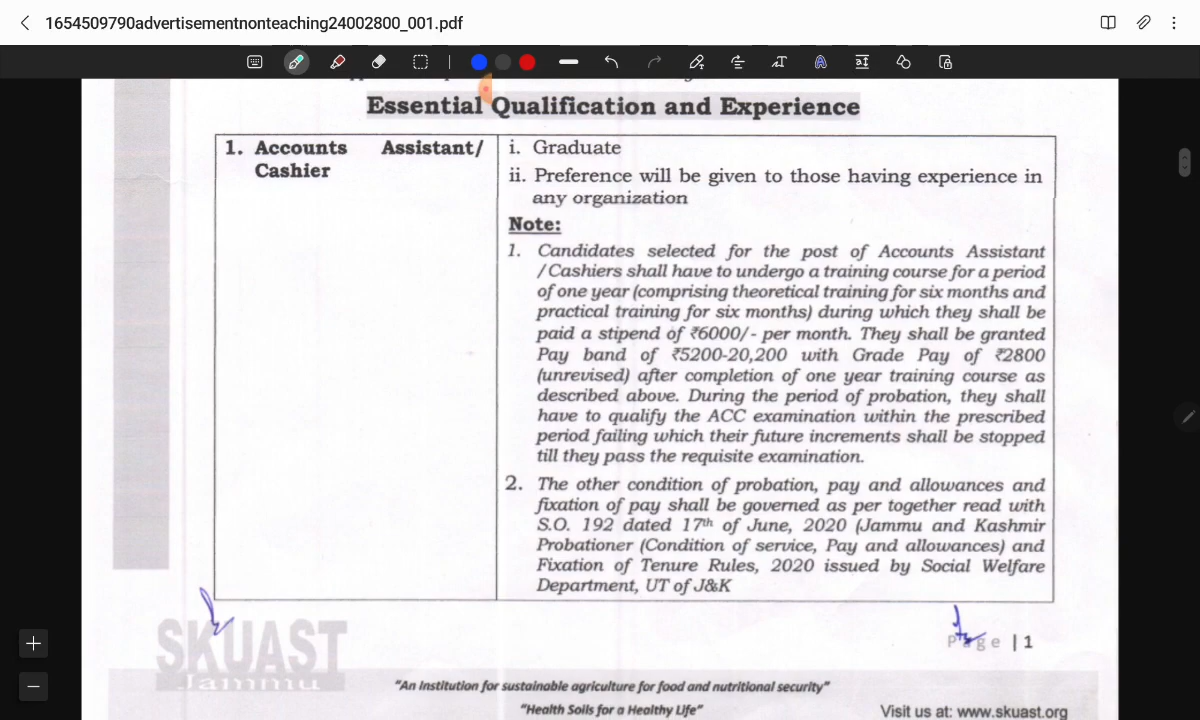 1654509790advertisementnonteaching24002800_001.pdf
Essential Qualification and Experience
1. Accounts Assistant/
Cashier
i. Graduate
ii. Preference will be given to those having experience in
any organization
Note:
1. Candidates selected for the post of Accounts Assistant
/Cashiers shall have to undergo a training course for a period
of one year (comprising theoretical training for six months and
practical training for six months) during which they shall be
paid a stipend of ₹6000/- per month. They shall be granted
Pay band of ₹5200-20,200 with Grade Pay of ₹2800
(unrevised) after completion of one year training course as
described above. During the period of probation, they shall
have to qualify the ACC examination within the prescribed
period failing which their future increments shall be stopped
till they pass the requisite examination.
2. The other condition of probation, pay and allowances and
fixation of pay shall be governed as per together read with
S.O. 192 dated 17th of June, 2020 (Jammu and Kashmir
Probationer (Condition of service, Pay and allowances) and
Fixation of Tenure Rules, 2020 issued by Social Welfare
Department, UT of J&K
Page | 1
SKUAST
Jammu
"An Institution for sustainable agriculture for food and nutritional security"
"Health Soils for a Healthy Life"
Visit us at: www.skuast.org